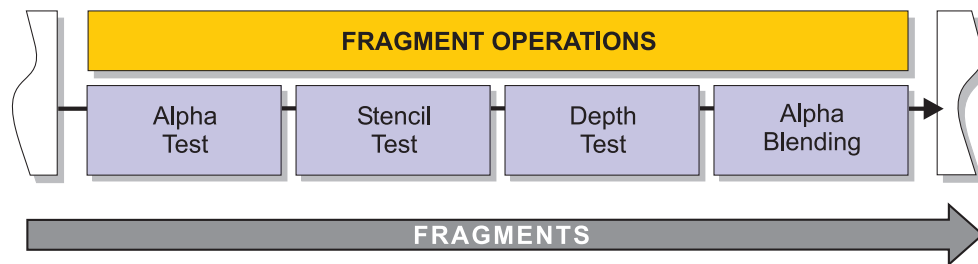 FRAGMENT OPERATIONS
Alpha
Test
Stencil
Test
Depth
Test
Alpha
Blending
FRAGMENTS